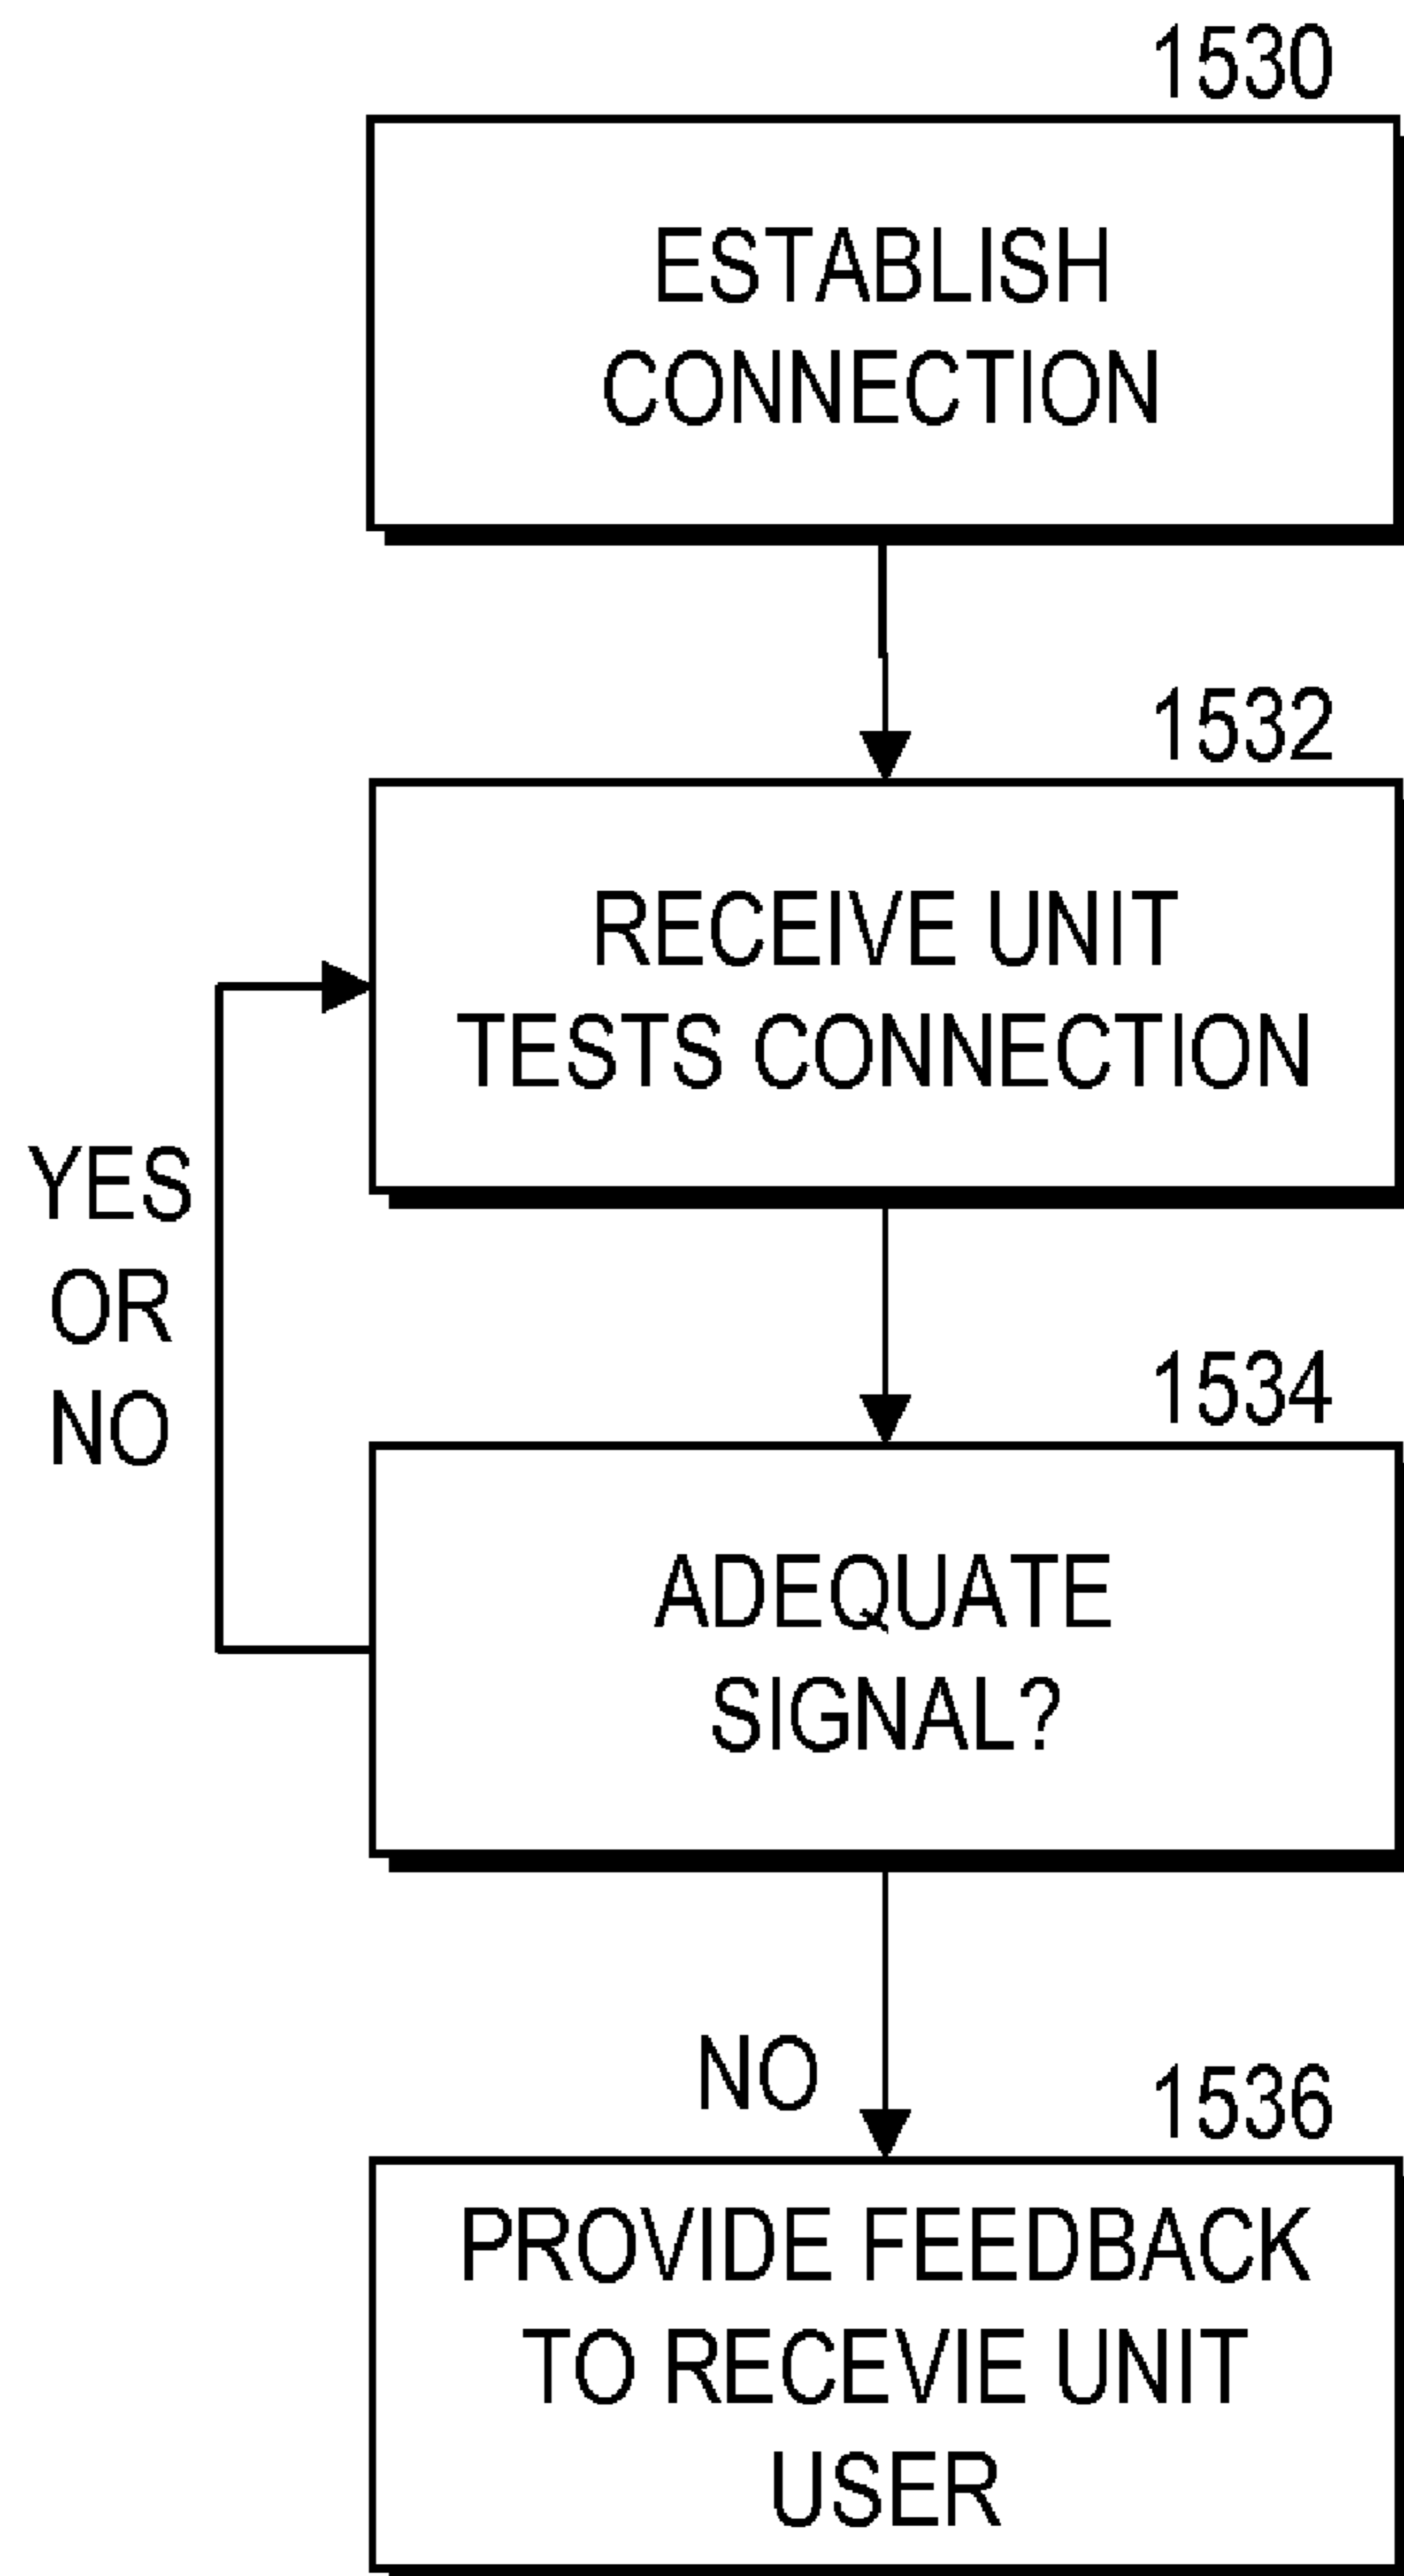 1530
ESTABLISH
CONNECTION
1532
RECEIVE UNIT
TESTS CONNECTION
YES
OR
NO
1534
ADEQUATE
SIGNAL?
NO
1536
PROVIDE FEEDBACK
TO RECEVIE UNIT
USER